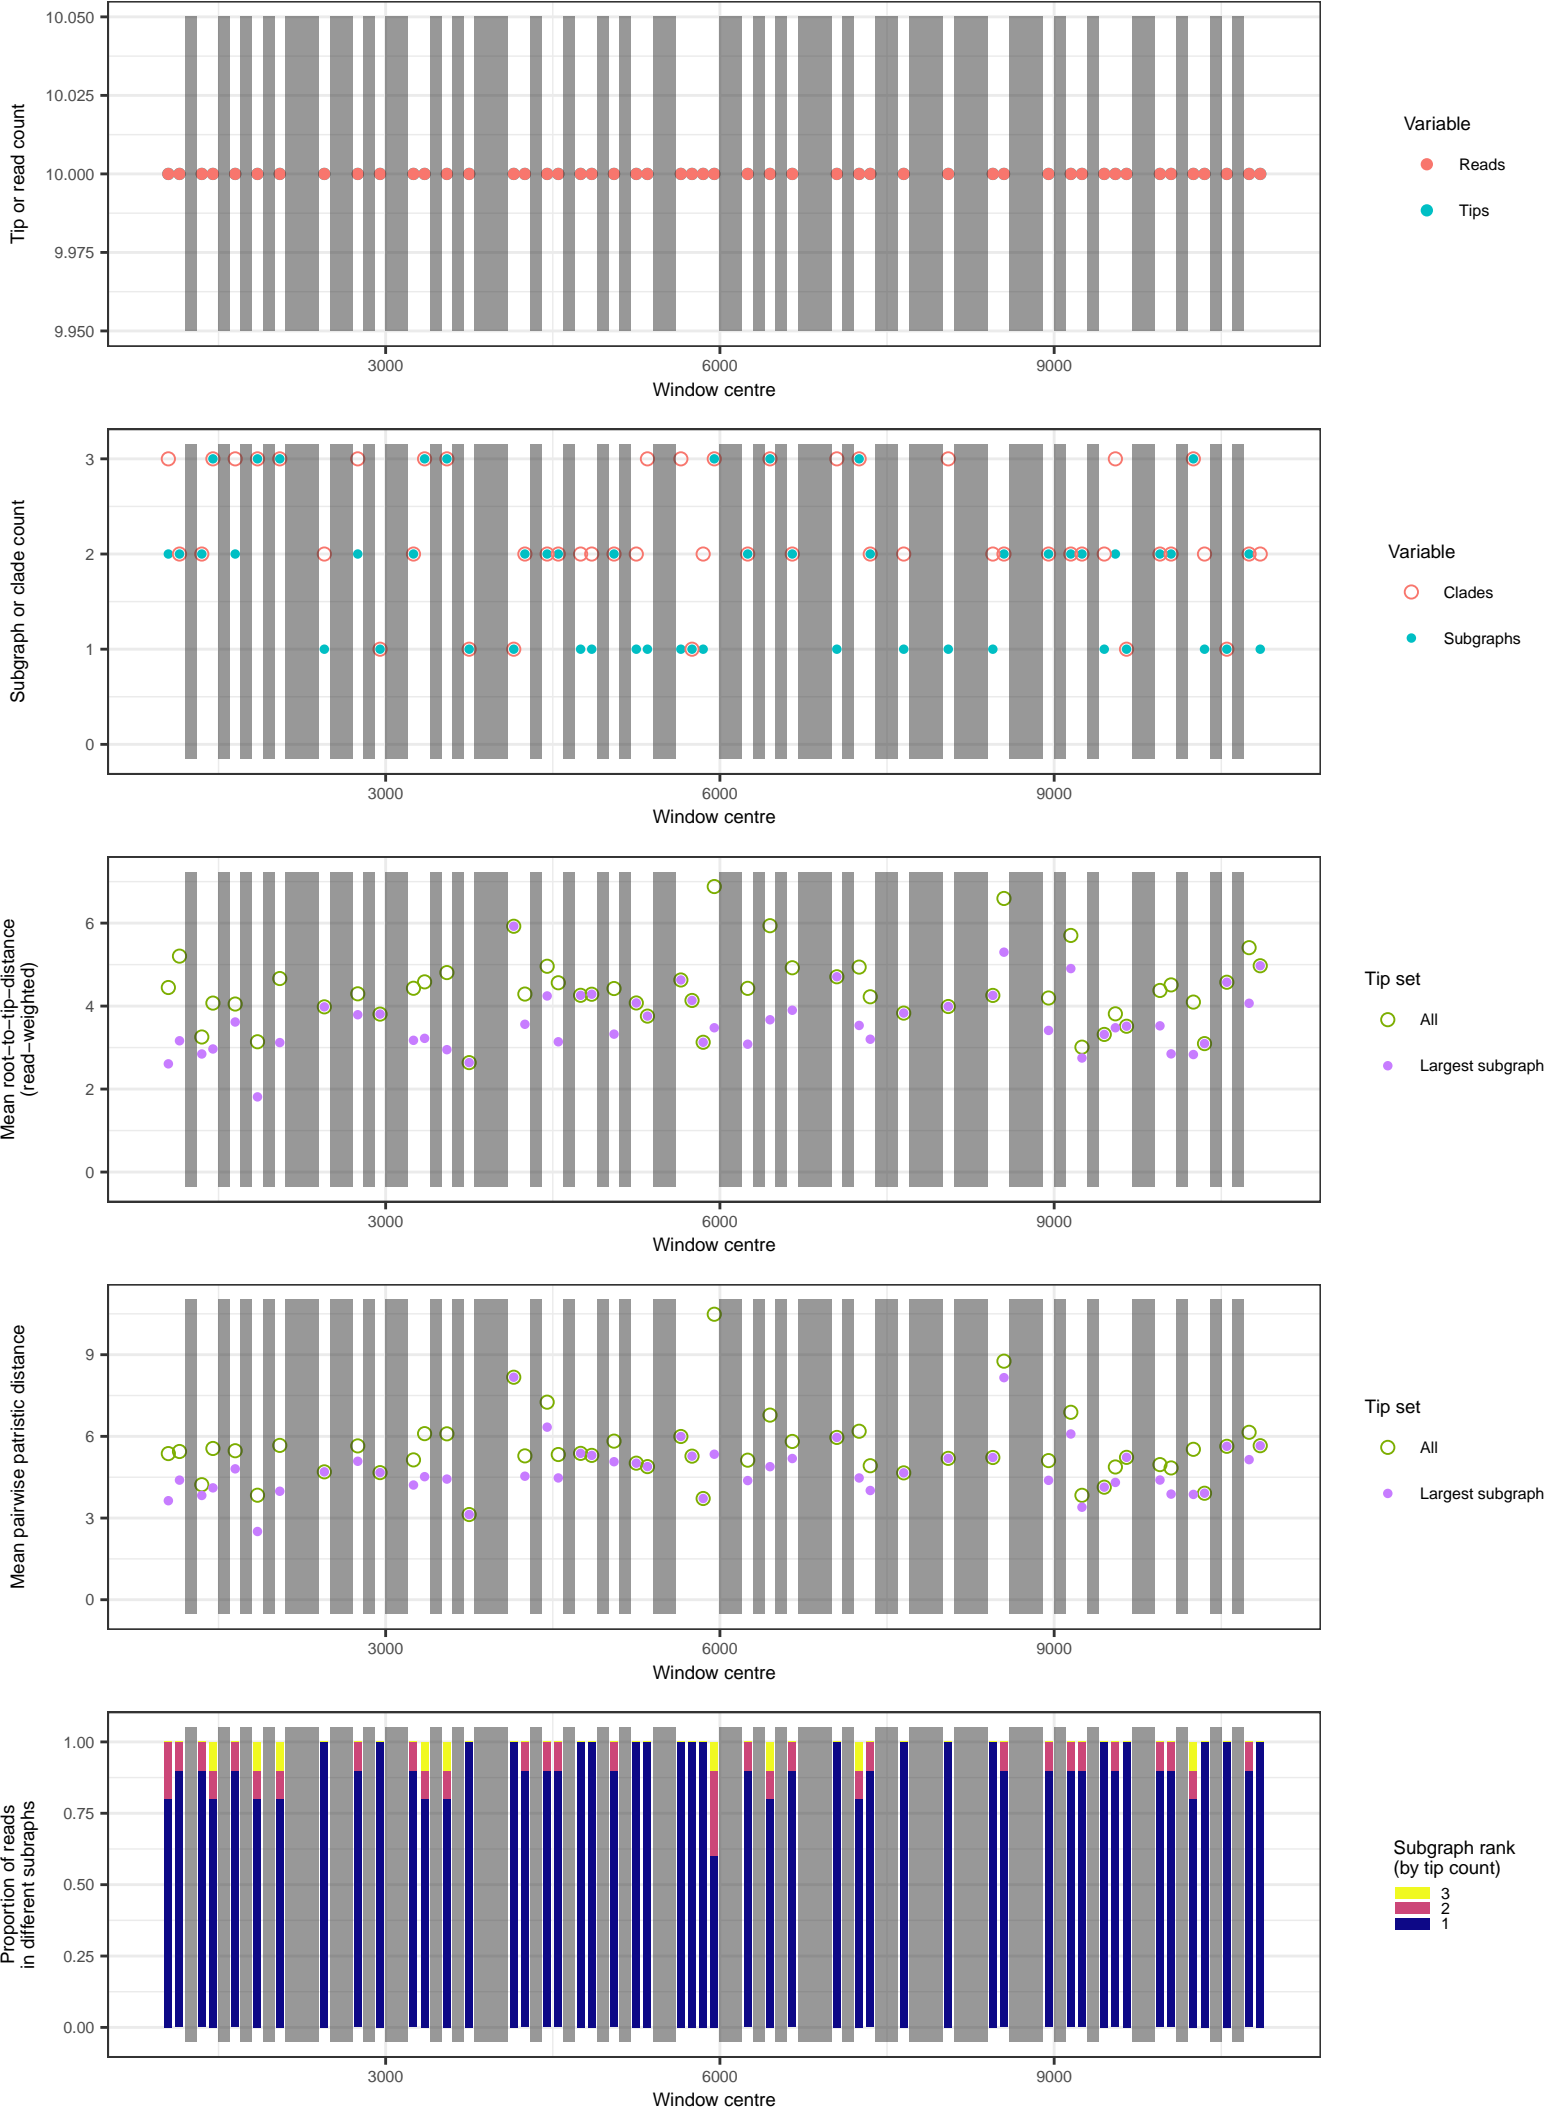 10.050
10.025
10.000
9.975
9.950
Tip or read count
3000
6000
9000
Window centre
Variable
Reads
Tips
3
2
1
0
Subgraph or clade count
3000
6000
9000
Window centre
Variable
Clades
Subgraphs
6
4
2
0
Mean root−to−tip−distance
(read−weighted)
3000
6000
9000
Window centre
Tip set
All
Largest subgraph
9
6
3
0
Mean pairwise patristic distance
3000
6000
9000
Window centre
Tip set
All
Largest subgraph
1.00
0.75
0.50
0.25
0.00
Proportion of reads
in different subraphs
3000
6000
9000
Window centre
Subgraph rank
(by tip count)
3
2
1